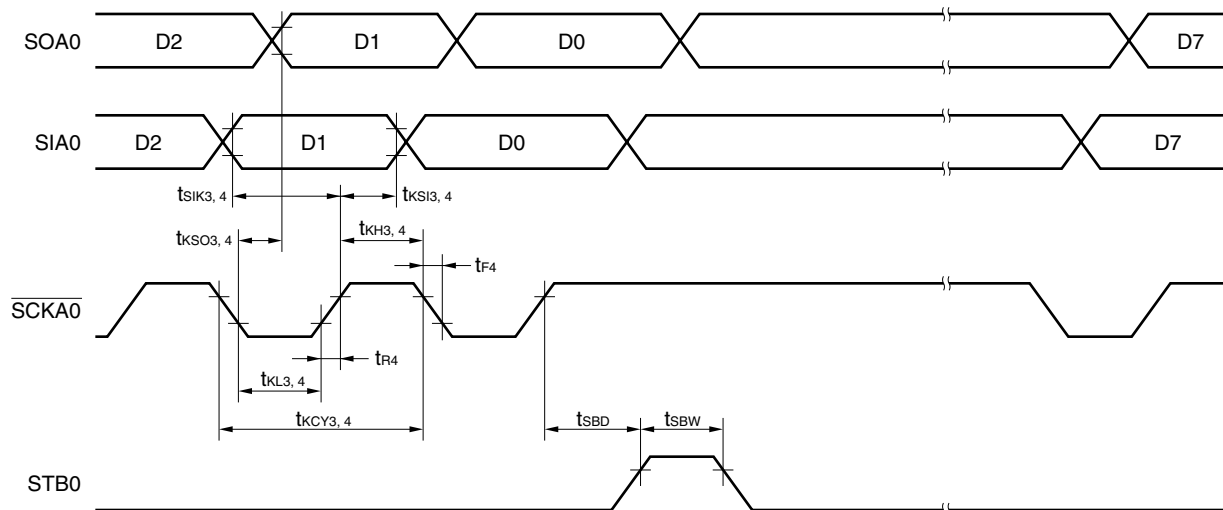 SOA0 D2 D1 D0 D7
SIA0 D2 D1 D0 D7
tSIK3, 4 tKSI3, 4
tKSO3, 4 tKH3, 4
tF4
SCKA0
tR4
tKL3, 4
tKCY3, 4 tSBD tSBW
STB0